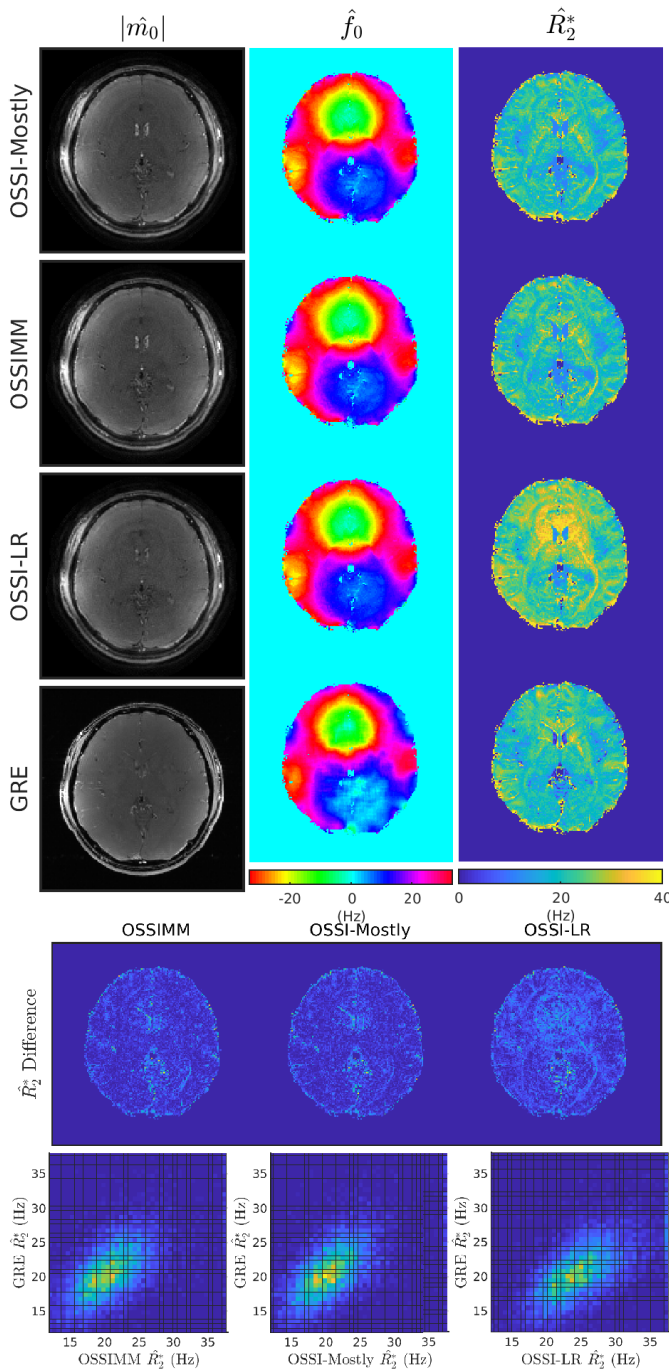 |m̂₀| f̂₀ R̂₂*
OSSI-Mostly
OSSIMM
OSSI-LR
GRE
-20 0 20
(Hz)
0 20 40
(Hz)
OSSIMM OSSI-Mostly OSSI-LR
R̂₂* Difference
GRE R̂₂* (Hz)
35
30
25
20
15
15 20 25 30 35
OSSIMM R̂₂* (Hz)
GRE R̂₂* (Hz)
35
30
25
20
15
15 20 25 30 35
OSSI-Mostly R̂₂* (Hz)
GRE R̂₂* (Hz)
35
30
25
20
15
15 20 25 30 35
OSSI-LR R̂₂* (Hz)